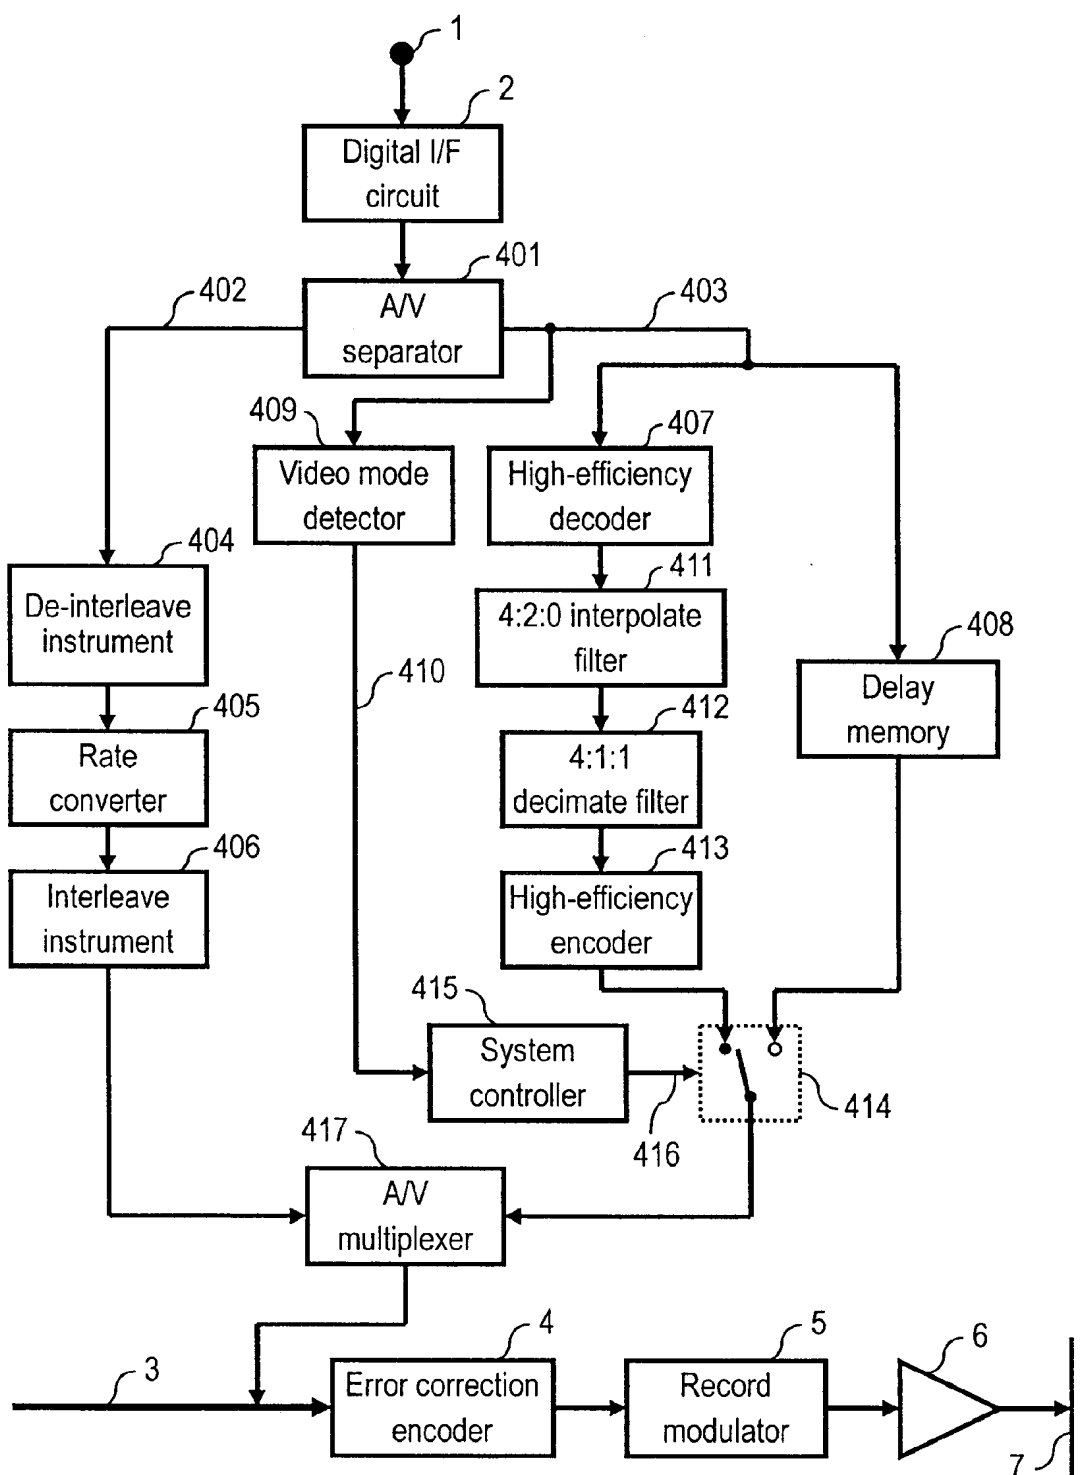 1
2
Digital I/F
circuit
401
402
A/V
separator
403
409
407
Video mode
detector
High-efficiency
decoder
404
411
De-interleave
instrument
4:2:0 interpolate
filter
408
410
Delay
memory
405
412
Rate
converter
4:1:1
decimate filter
406
413
Interleave
instrument
High-efficiency
encoder
415
System
controller
414
416
417
A/V
multiplexer
3
4
5
6
Error correction
encoder
Record
modulator
7